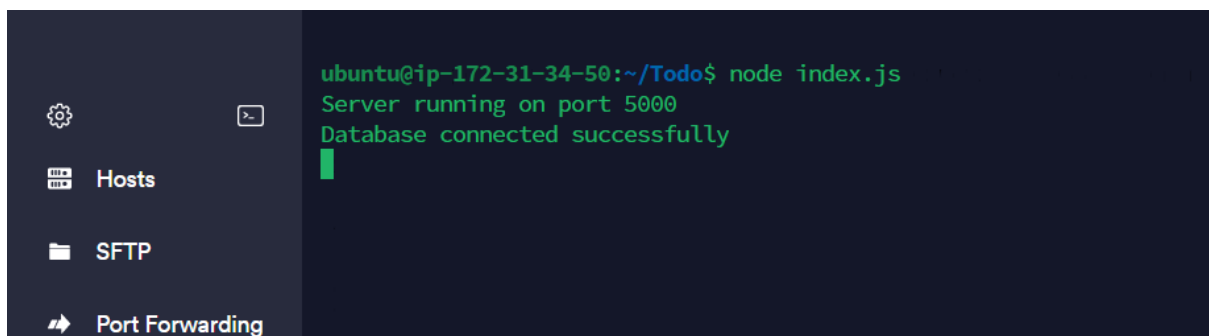 ubuntu@ip-172-31-34-50:~/Todo$ node index.js
Server running on port 5000
Database connected successfully
Hosts
SFTP
Port Forwarding